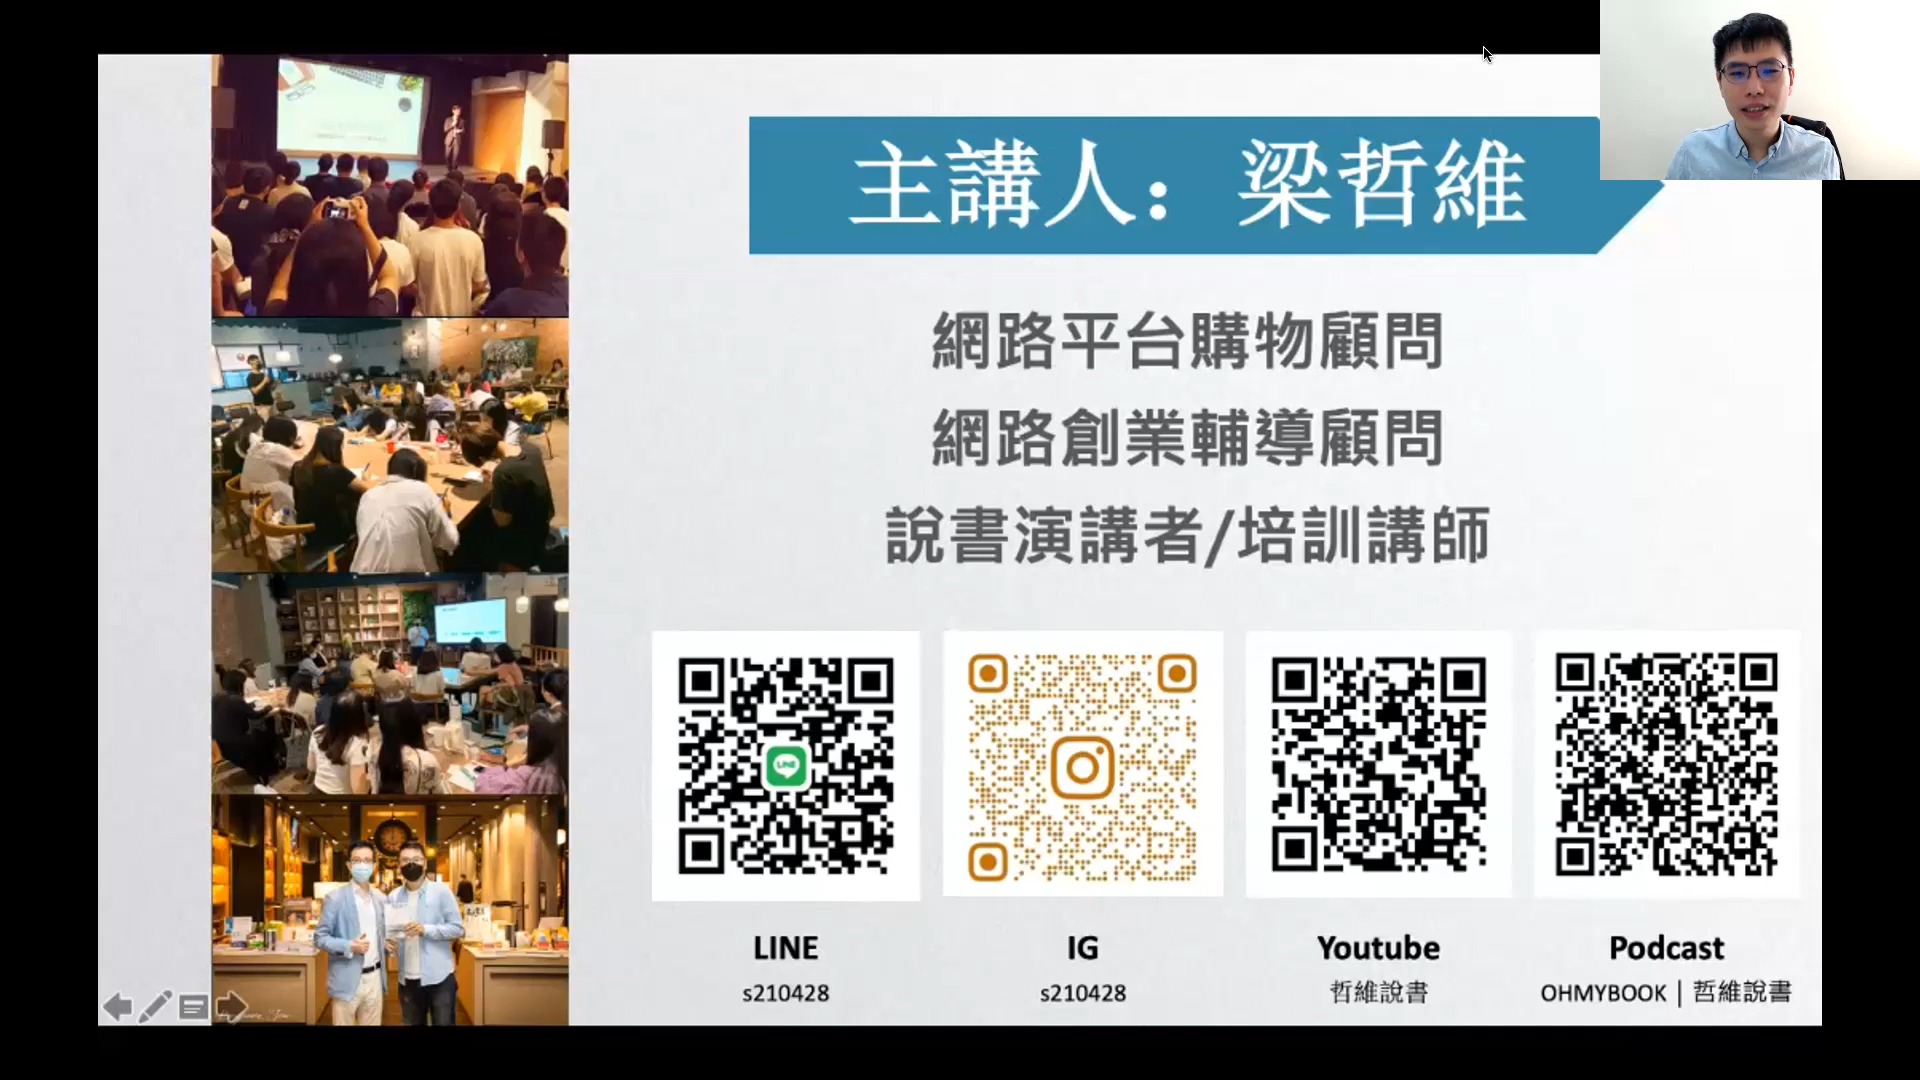 主講人： 梁哲維
網路平台購物顧問
網路創業輔導顧問
說書演講者/培訓講師
LINE
LINE
s210428
IG
s210428
Youtube
哲維說書
Podcast
OHMYBOOK | 哲維說書